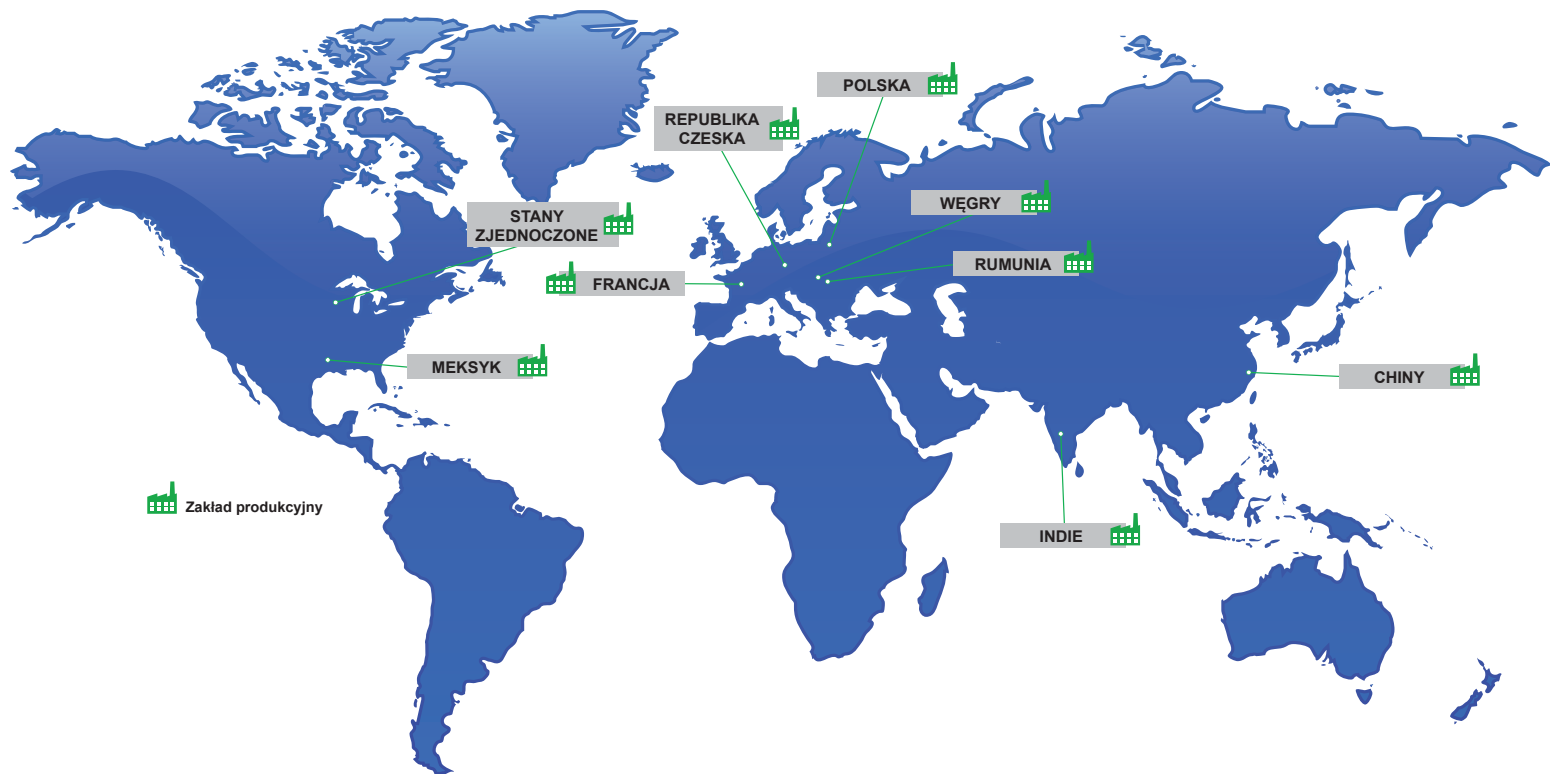 POLSKA
REPUBLIKA
CZESKA
WĘGRY
STANY
ZJEDNOCZONE
RUMUNIA
FRANCJA
MEKSYK
CHINY
Zakład produkcyjny
INDIE